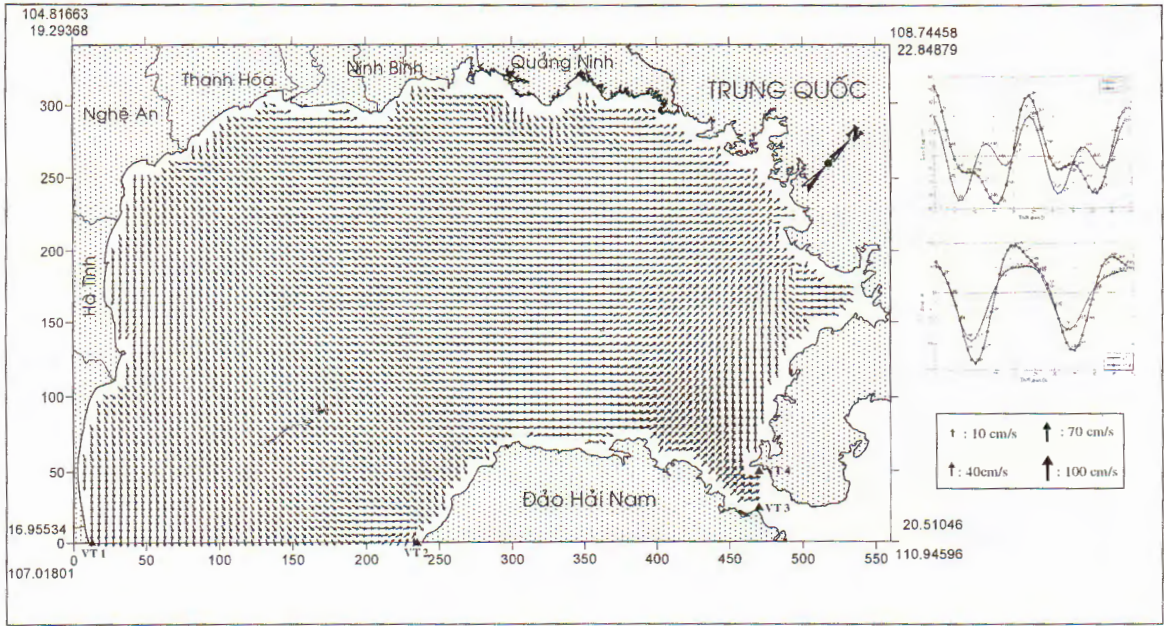 104.81663
19.29368
108.74458
22.84879
Thanh Hóa
Ninh Bình
Quảng Ninh
TRUNG QUỐC
Nghệ An
Hà Tĩnh
300
250
200
150
100
50
0
16.95534
107.01801
VT 1
VT 2
VT 3
VT 4
Đảo Hải Nam
0 50 100 150 200 250 300 350 400 450 500 550
20.51046
110.94596
N
: 10 cm/s
: 70 cm/s
: 40cm/s
: 100 cm/s